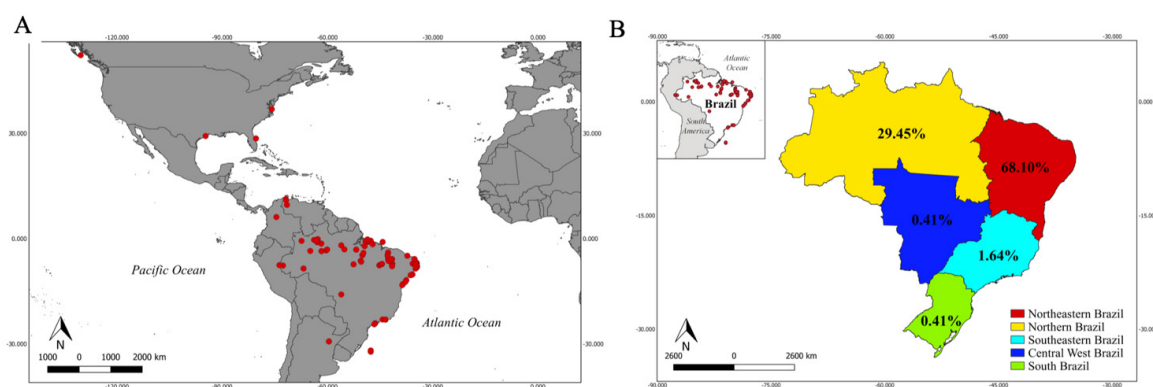 A
-120.000 -90.000 -60.000 -30.000 0.000
30.000 30.000
0.000 0.000
-30.000 -30.000
Pacific Ocean
Atlantic Ocean
N
1000 0 1000 2000 km
-120.000 -90.000 -60.000 -30.000 0.000
B
-90.000 -75.000 -60.000 -45.000 -30.000
Atlantic
Ocean
Brazil
South
America
0.000 0.000
-15.000 -15.000
-30.000 -30.000
29.45%
68.10%
0.41%
1.64%
0.41%
Northeastern Brazil
Northern Brazil
Southeastern Brazil
Central West Brazil
South Brazil
N
2600 0 2600 km
-90.000 -75.000 -60.000 -45.000 -30.000